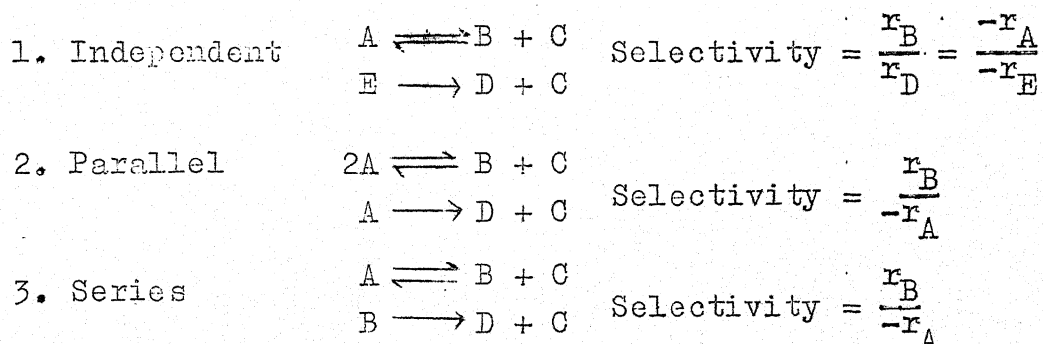 1. Independent A ⇌ B + C Selectivity = r_B / r_D = -r_A / -r_E
E → D + C
2. Parallel 2A ⇌ B + C Selectivity = r_B / -r_A
A → D + C
3. Series A ⇌ B + C Selectivity = r_B / -r_A
B → D + C